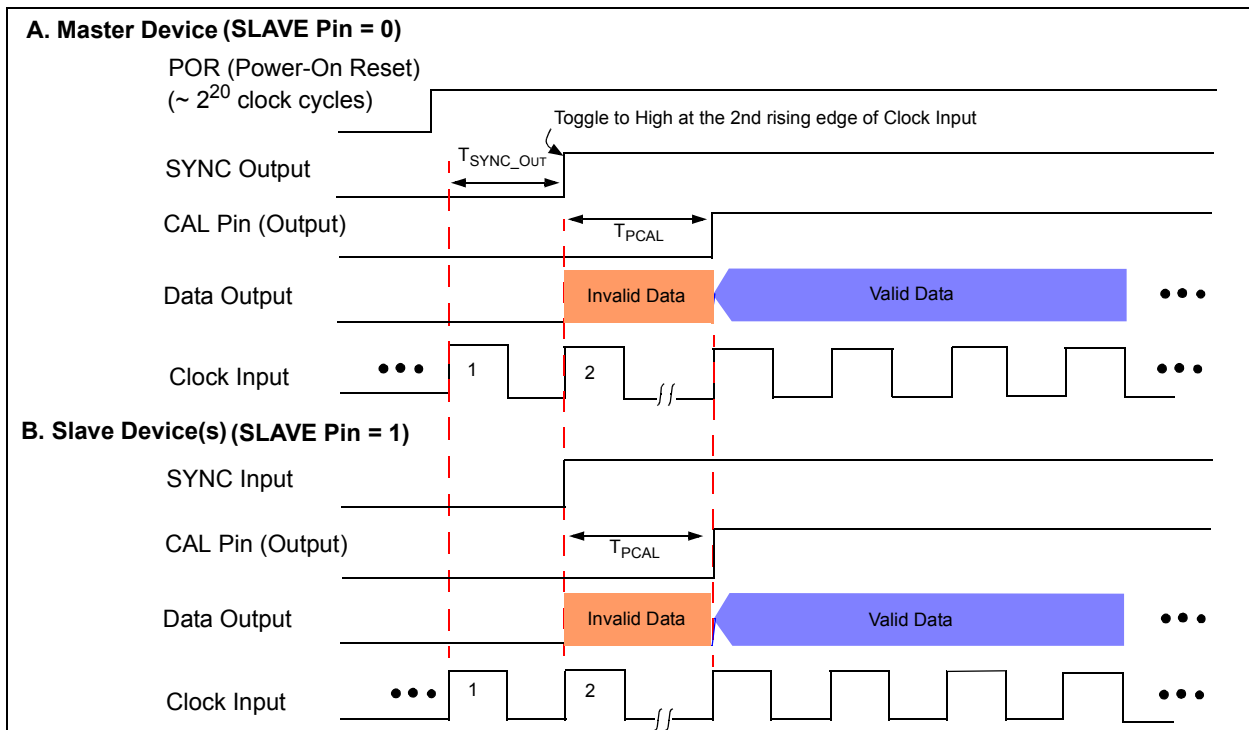 A. Master Device (SLAVE Pin = 0)
POR (Power-On Reset)
(~ 2^20 clock cycles)
Toggle to High at the 2nd rising edge of Clock Input
TSYNC_OUT
SYNC Output
CAL Pin (Output)
TPCAL
Data Output
Invalid Data
Valid Data
•••
Clock Input
•••
1
2
•••
B. Slave Device(s) (SLAVE Pin = 1)
SYNC Input
CAL Pin (Output)
TPCAL
Data Output
Invalid Data
Valid Data
•••
Clock Input
•••
1
2
•••